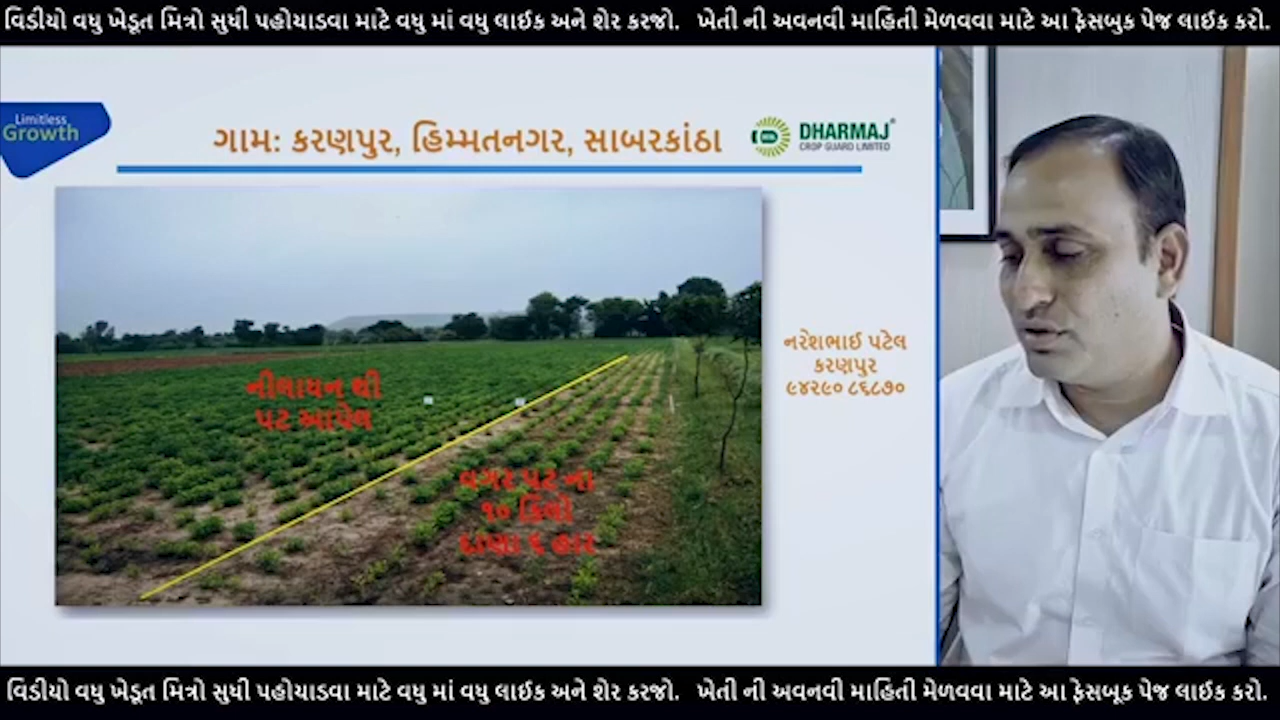 વિડીયો વધુ ખેડૂત મિત્રો સુધી પહોચાડવા માટે વધુ માં વધુ લાઈક અને શેર કરજો. ખેતી ની અવનવી માહિતી મેળવવા માટે આ ફેસબૂક પેજ લાઈક કરો.
Limitless
Growth
ગામ: કરણપુર, હિમ્મતનગર, સાબરકાંઠા
DHARMAJ®
CROP GUARD LIMITED
નીલાધન થી
પટ આપેલ
નરેશભાઈ પટેલ
કરણપુર
૯૪૨૯૦ ૮૬૮૭૦
વગર પટ ના
૧૦ કિલો
દાણા ૬ હાર
વિડીયો વધુ ખેડૂત મિત્રો સુધી પહોચાડવા માટે વધુ માં વધુ લાઈક અને શેર કરજો. ખેતી ની અવનવી માહિતી મેળવવા માટે આ ફેસબૂક પેજ લાઈક કરો.